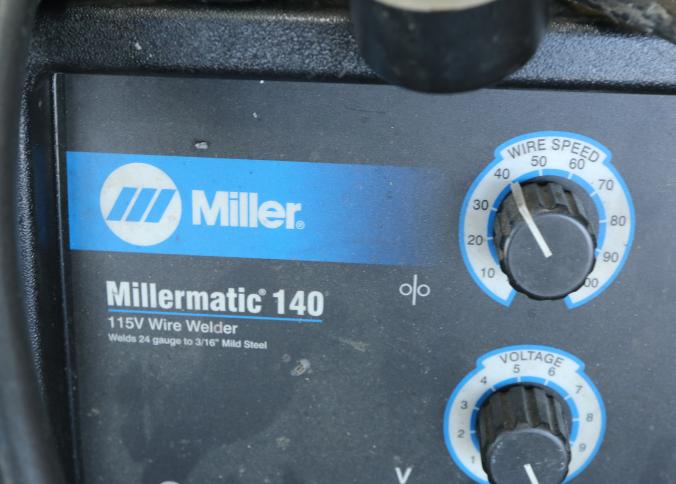 WIRE SPEED
10 20 30 40 50 60 70 80 90 00
Miller®
Millermatic® 140
115V Wire Welder
Welds 24 gauge to 3/16" Mild Steel
VOLTAGE
1 2 3 4 5 6 7 8 9
V